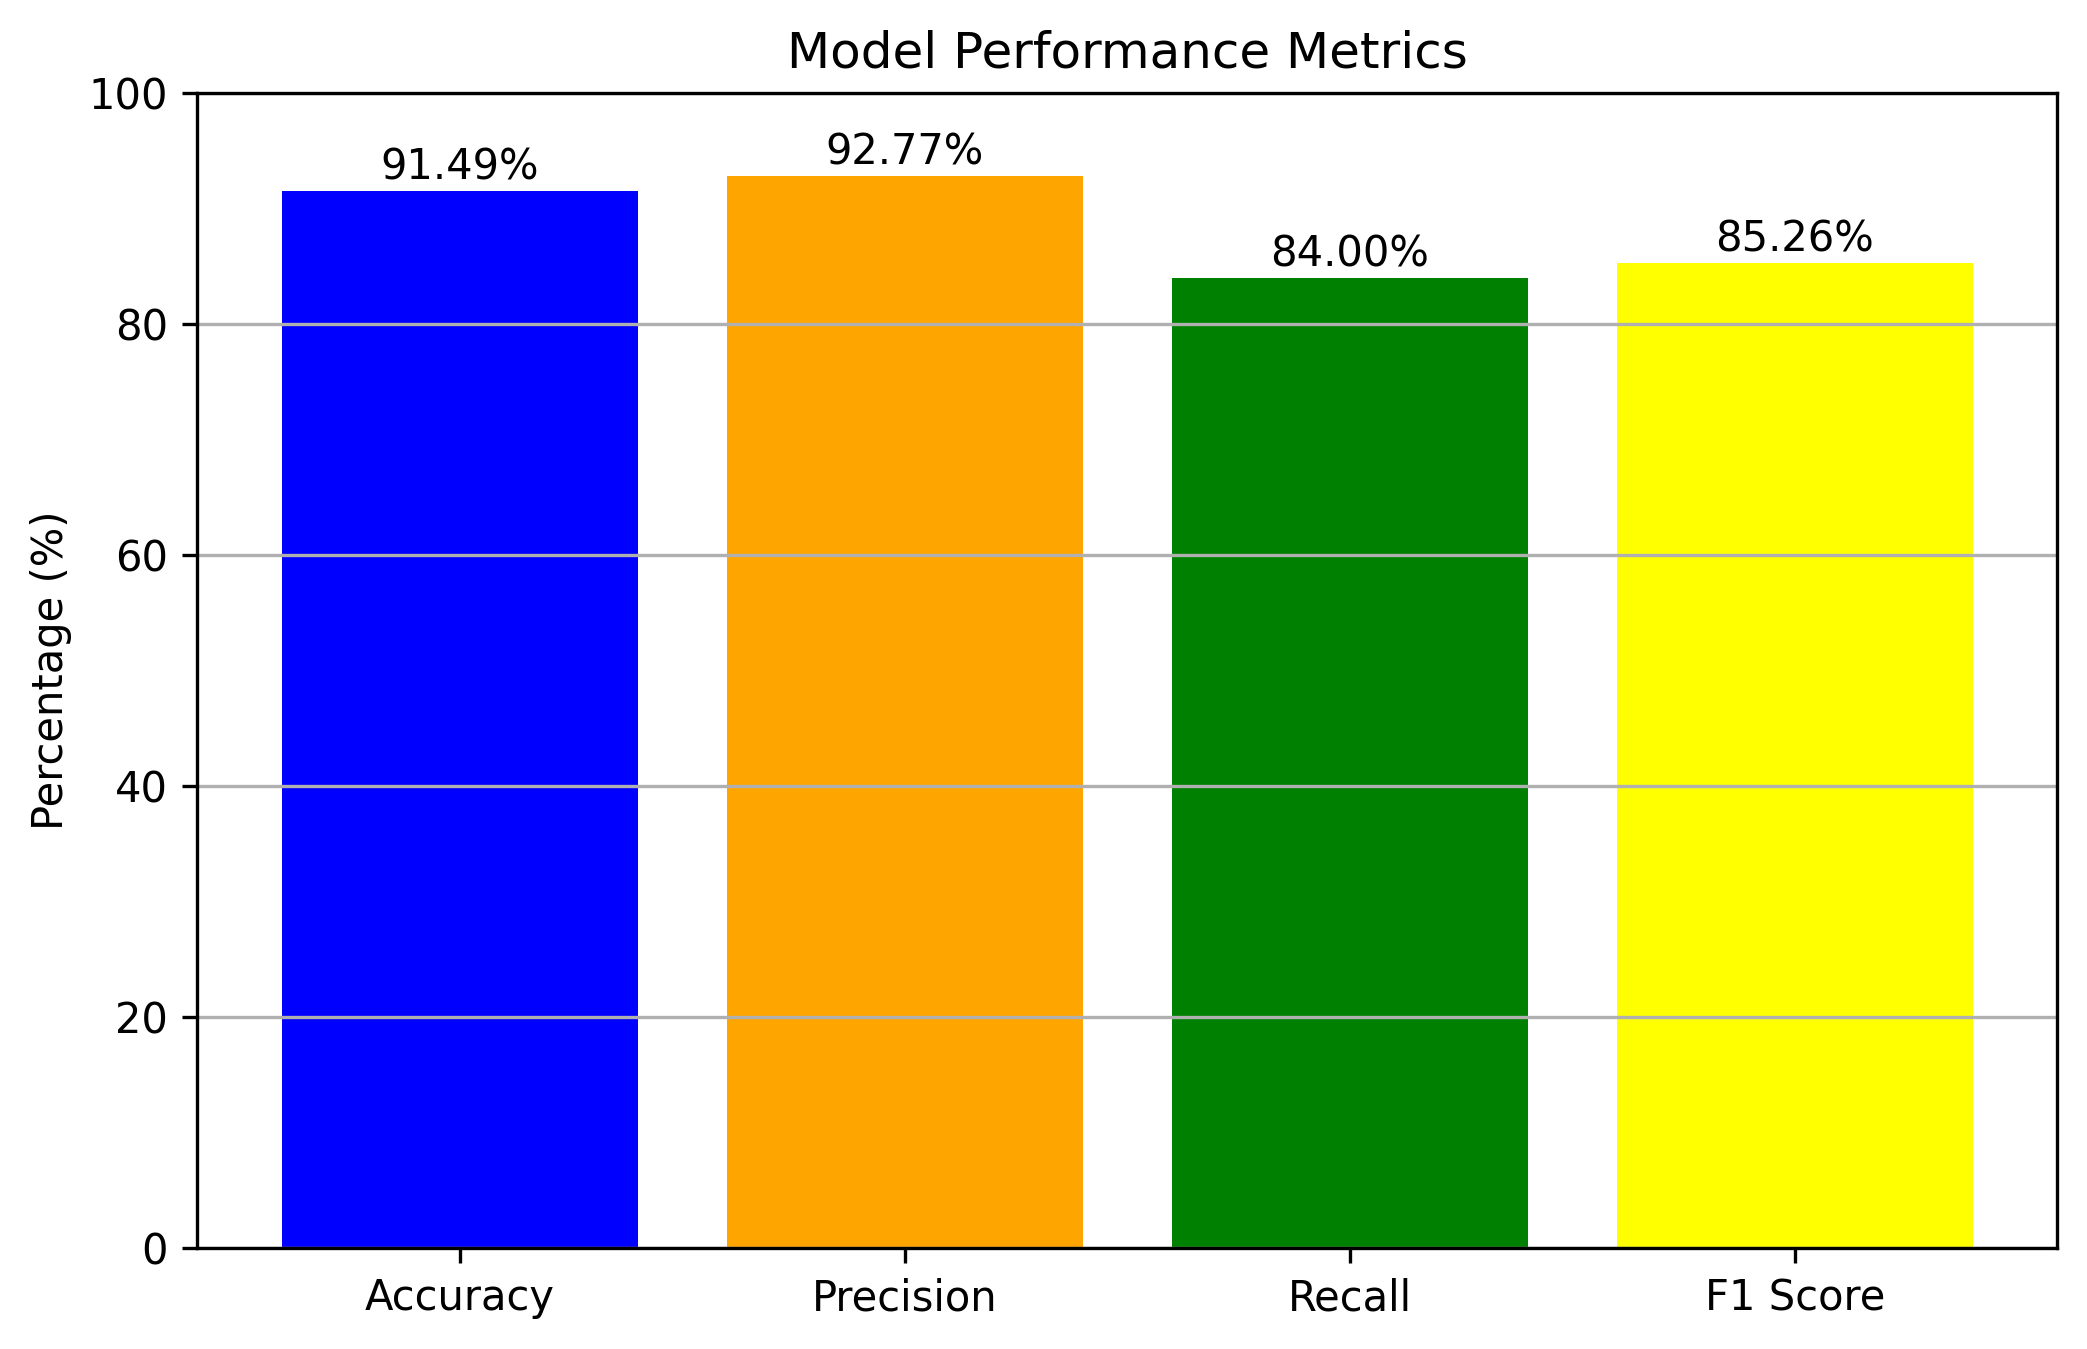 Model Performance Metrics
100
80
60
40
20
0
Percentage (%)
91.49%
92.77%
84.00%
85.26%
Accuracy
Precision
Recall
F1 Score